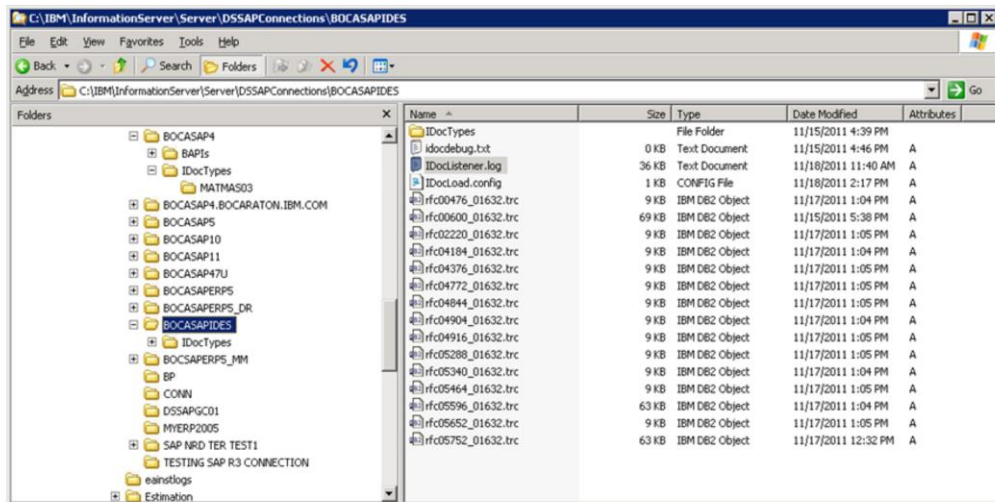 C:\IBM\InformationServer\Server\DSSAPConnections\BOCASAPIDES
File Edit View Favorites Tools Help
Back Search Folders
Address C:\IBM\InformationServer\Server\DSSAPConnections\BOCASAPIDES Go
Folders
BOCASAP4
BAPIs
IDocTypes
MATMAS03
BOCASAP4.BOCARATON.IBM.COM
BOCASAP5
BOCASAP10
BOCASAP11
BOCASAP47U
BOCASAPERP5
BOCASAPERP5_DR
BOCASAPIDES
IDocTypes
BOCSAPERP5_MM
BP
CONN
DSSAPGC01
MYERP2005
SAP NRD TER TEST1
TESTING SAP R3 CONNECTION
eainstlogs
Estimation
Name Size Type Date Modified Attributes
IDocTypes File Folder 11/15/2011 4:39 PM
idocdebug.txt 0 KB Text Document 11/15/2011 4:46 PM A
IDocListener.log 36 KB Text Document 11/18/2011 11:40 AM A
IDocLoad.config 1 KB CONFIG File 11/18/2011 2:17 PM A
rfc00476_01632.trc 9 KB IBM DB2 Object 11/17/2011 1:04 PM A
rfc00600_01632.trc 69 KB IBM DB2 Object 11/15/2011 5:38 PM A
rfc02220_01632.trc 9 KB IBM DB2 Object 11/17/2011 1:05 PM A
rfc04184_01632.trc 9 KB IBM DB2 Object 11/17/2011 1:04 PM A
rfc04376_01632.trc 9 KB IBM DB2 Object 11/17/2011 1:05 PM A
rfc04772_01632.trc 9 KB IBM DB2 Object 11/17/2011 1:05 PM A
rfc04844_01632.trc 9 KB IBM DB2 Object 11/17/2011 1:05 PM A
rfc04904_01632.trc 9 KB IBM DB2 Object 11/17/2011 1:04 PM A
rfc04916_01632.trc 9 KB IBM DB2 Object 11/17/2011 1:05 PM A
rfc05288_01632.trc 9 KB IBM DB2 Object 11/17/2011 1:05 PM A
rfc05340_01632.trc 9 KB IBM DB2 Object 11/17/2011 1:04 PM A
rfc05464_01632.trc 9 KB IBM DB2 Object 11/17/2011 1:05 PM A
rfc05596_01632.trc 63 KB IBM DB2 Object 11/17/2011 1:04 PM A
rfc05652_01632.trc 9 KB IBM DB2 Object 11/17/2011 1:05 PM A
rfc05752_01632.trc 63 KB IBM DB2 Object 11/17/2011 12:32 PM A